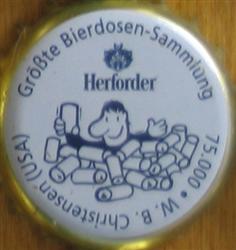 Größte Bierdosen-Sammlung
75.000 • W. B. Christensen (USA)
Herforder